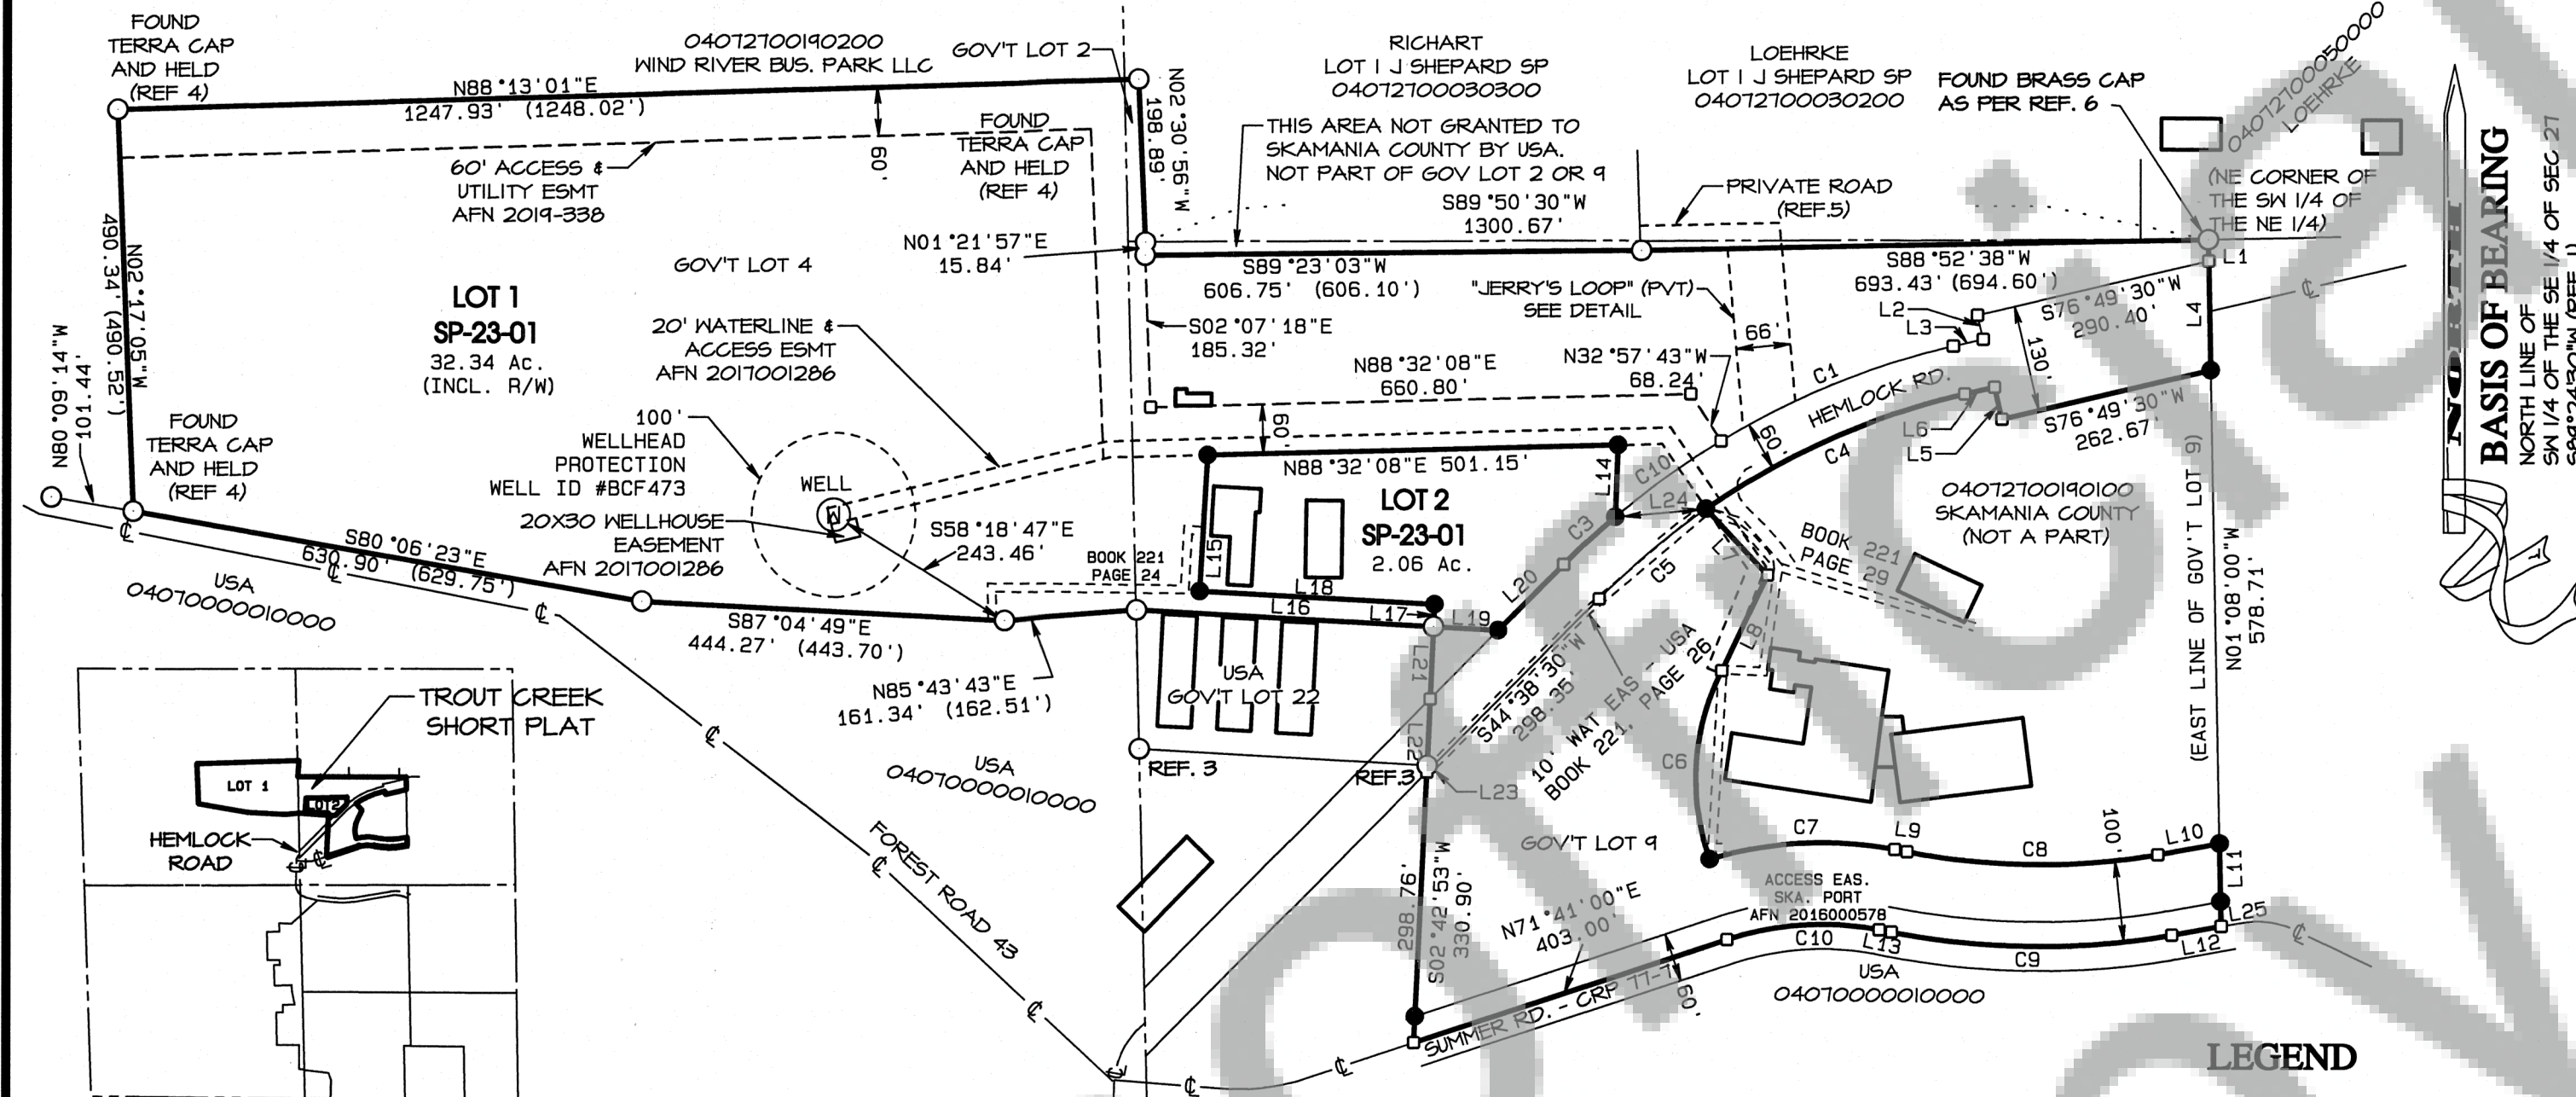 FOUND
TERRA CAP
AND HELD
(REF 4)
04072700190200
WIND RIVER BUS. PARK LLC
GOV'T LOT 2
N88°13'01"E
1247.93' (1248.02')
N02°30'56"W
198.89'
RICHART
LOT 1 J SHEPARD SP
04072700030300
LOEHRKE
LOT 1 J SHEPARD SP
04072700030200
FOUND BRASS CAP
AS PER REF. 6
04072700050000
LOEHRKE
(NE CORNER OF
THE SW 1/4 OF
THE NE 1/4)
NORTH
BASIS OF BEARING
NORTH LINE OF
SW 1/4 OF THE SE 1/4 OF SEC 27
60' ACCESS &
UTILITY ESMT
AFN 2019-338
60'
FOUND
TERRA CAP
AND HELD
(REF 4)
THIS AREA NOT GRANTED TO
SKAMANIA COUNTY BY USA.
NOT PART OF GOV LOT 2 OR 9
PRIVATE ROAD
(REF.5)
S89°50'30"W
1300.67'
N01°21'57"E
15.84'
S89°23'03"W
606.75' (606.10')
S88°52'38"W
693.43' (694.60')
L1
N02°17'05"W
490.34' (490.52')
GOV'T LOT 4
LOT 1
SP-23-01
32.34 Ac.
(INCL. R/W)
20' WATERLINE &
ACCESS ESMT
AFN 2017001286
S02°07'18"E
185.32'
"JERRY'S LOOP" (PVT)
SEE DETAIL
66'
L2
L3
S76°49'30"W
290.40'
L4
130'
N80°09'14"W
101.44'
FOUND
TERRA CAP
AND HELD
(REF 4)
100'
WELLHEAD
PROTECTION
WELL ID #BCF473
WELL
W
20X30 WELLHOUSE
EASEMENT
AFN 2017001286
S58°18'47"E
243.46'
N88°32'08"E
660.80'
N32°57'43"W
68.24'
C1
HEMLOCK RD.
60'
60'
C4
L6
L5
S76°49'30"W
262.67'
N88°32'08"E 501.15'
LOT 2
SP-23-01
2.06 Ac.
L14
C10
L24
C3
L20
L15
L18
L16
L17
L19
BOOK 221
PAGE 24
C5
L7
L8
BOOK 221
PAGE 29
04072700190100
SKAMANIA COUNTY
(NOT A PART)
(EAST LINE OF GOV'T LOT 9)
N01°08'00"W
578.71'
S80°06'23"E
630.90' (629.75')
USA
04070000010000
S87°04'49"E
444.27' (443.70')
N85°43'43"E
161.34' (162.51')
USA
GOV'T LOT 22
L21
L22
S44°38'30"W
298.35'
10' WAT EAS - USA
BOOK 221, PAGE 26
C6
REF. 3
REF.3
L23
USA
04070000010000
FOREST ROAD 43
TROUT CREEK
SHORT PLAT
LOT 1
LOT2
HEMLOCK
ROAD
GOV'T LOT 9
298.76'
S02°42'53"W
330.90'
N71°41'00"E
403.00'
C7
L9
C8
100'
L10
L11
L25
ACCESS EAS.
SKA. PORT
AFN 2016000578
C10
L13
C9
L12
60'
SUMMER RD. - CRP 77-7
USA
04070000010000
LEGEND